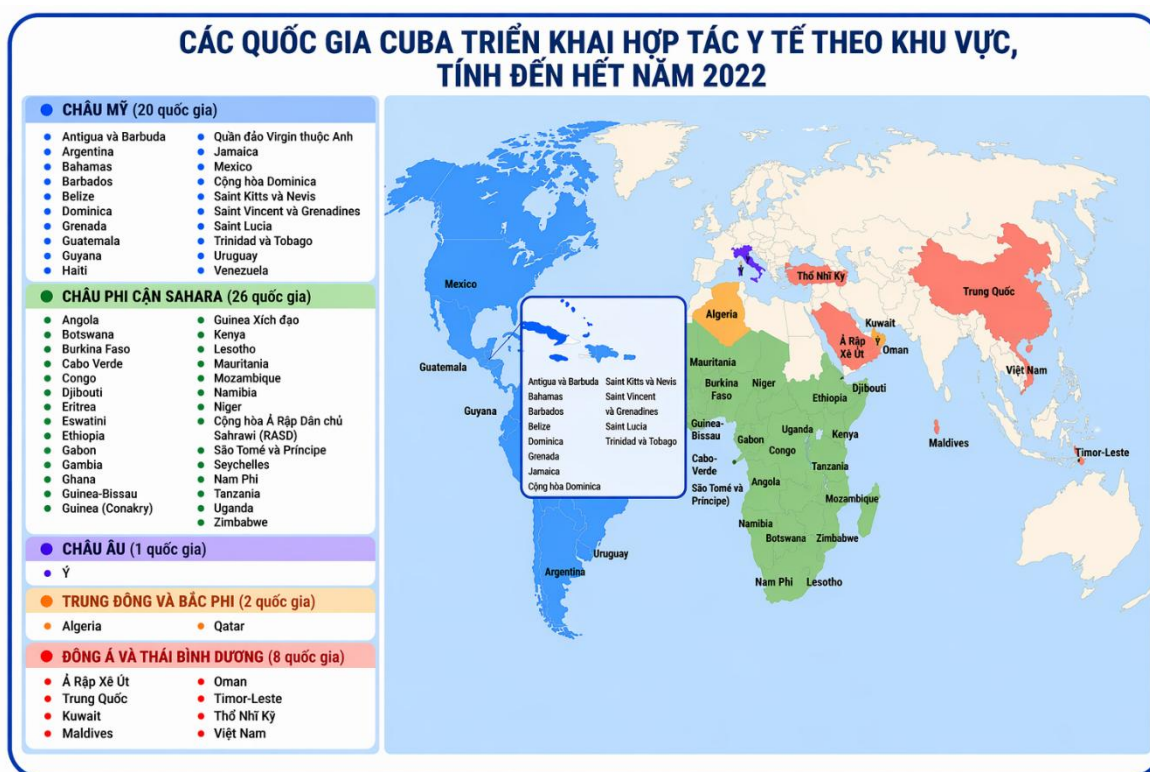 CÁC QUỐC GIA CUBA TRIỂN KHAI HỢP TÁC Y TẾ THEO KHU VỰC,
TÍNH ĐẾN HẾT NĂM 2022
CHÂU MỸ (20 quốc gia)
Antigua và Barbuda
Argentina
Bahamas
Barbados
Belize
Dominica
Grenada
Guatemala
Guyana
Haiti
Quần đảo Virgin thuộc Anh
Jamaica
Mexico
Cộng hòa Dominica
Saint Kitts và Nevis
Saint Vincent và Grenadines
Saint Lucia
Trinidad và Tobago
Uruguay
Venezuela
CHÂU PHI CẬN SAHARA (26 quốc gia)
Angola
Botswana
Burkina Faso
Cabo Verde
Congo
Djibouti
Eritrea
Eswatini
Ethiopia
Gabon
Gambia
Ghana
Guinea-Bissau
Guinea (Conakry)
Guinea Xích đạo
Kenya
Lesotho
Mauritania
Mozambique
Namibia
Niger
Cộng hòa Ả Rập Dân chủ
Sahrawi (RASD)
São Tomé và Príncipe
Seychelles
Nam Phi
Tanzania
Uganda
Zimbabwe
CHÂU ÂU (1 quốc gia)
Ý
TRUNG ĐÔNG VÀ BẮC PHI (2 quốc gia)
Algeria
Qatar
ĐÔNG Á VÀ THÁI BÌNH DƯƠNG (8 quốc gia)
Ả Rập Xê Út
Trung Quốc
Kuwait
Maldives
Oman
Timor-Leste
Thổ Nhĩ Kỹ
Việt Nam
Mexico
Guatemala
Guyana
Uruguay
Argentina
Antigua và Barbuda
Bahamas
Barbados
Belize
Dominica
Grenada
Jamaica
Cộng hòa Dominica
Saint Kitts và Nevis
Saint Vincent
và Grenadines
Saint Lucia
Trinidad và Tobago
Thổ Nhĩ Kỳ
Trung Quốc
Algeria
Kuwait
Ả Rập
Xê Út
Ý
Oman
Việt Nam
Mauritania
Burkina
Faso
Niger
Djibouti
Ethiopia
Guinea-
Bissau
Gabon
Uganda
Kenya
Congo
Maldives
Timor-Leste
Cabo-
Verde
Tanzania
São Tomé và
Príncipe)
Angola
Mozambique
Namibia
Botswana
Zimbabwe
Nam Phi
Lesotho